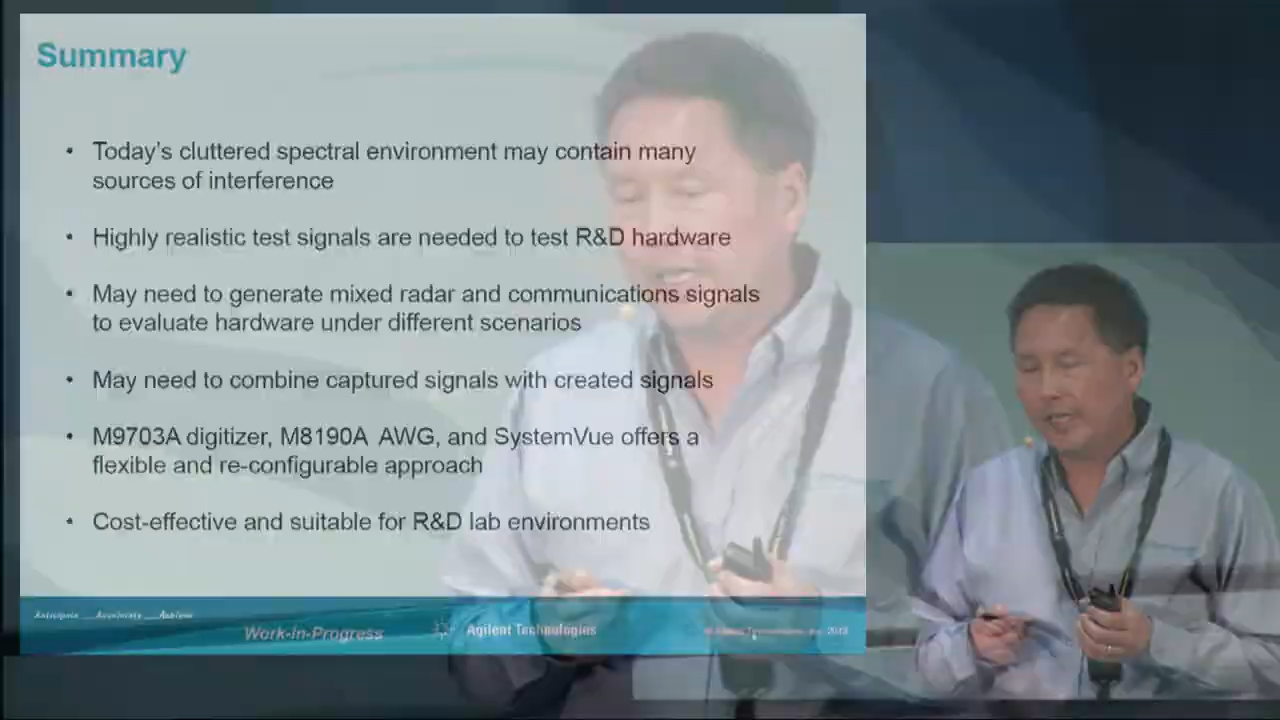 Summary
• Today's cluttered spectral environment may contain many
sources of interference
• Highly realistic test signals are needed to test R&D hardware
• May need to generate mixed radar and communications signals
to evaluate hardware under different scenarios
• May need to combine captured signals with created signals
• M9703A digitizer, M8190A AWG, and SystemVue offers a
flexible and re-configurable approach
• Cost-effective and suitable for R&D lab environments
Anticipate __Accelerate __Achieve
Work-in-Progress
Agilent Technologies